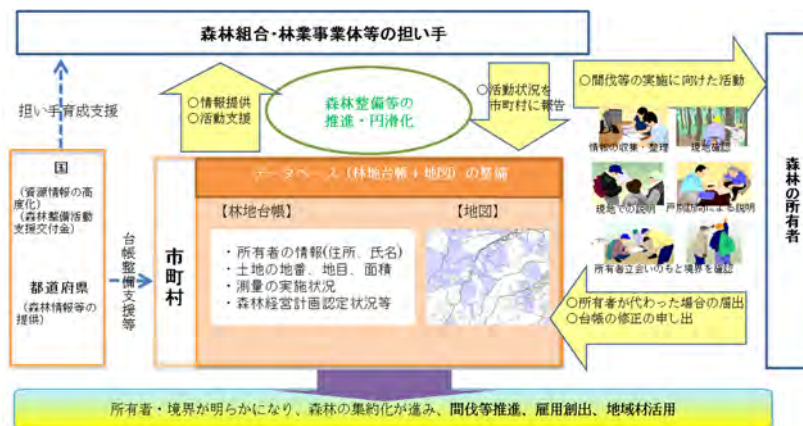 森林組合・林業事業体等の担い手
担い手育成支援
○情報提供
○活動支援
森林整備等の
推進・円滑化
○活動状況を
市町村に報告
○間伐等の実施に向けた活動
情報の収集・整理
現地確認
現地での説明
戸別訪問による説明
所有者立会いのもと境界を確認
森林の所有者
国
(資源情報の高
度化)
(森林整備活動
支援交付金)
都道府県
(森林情報等の
提供)
台帳整備支援等
市町村
データベース(林地台帳+地図)の整備
【林地台帳】
【地図】
・所有者の情報(住所、氏名)
・土地の地番、地目、面積
・測量の実施状況
・森林経営計画認定状況等
○所有者が代わった場合の届出
○台帳の修正の申し出
所有者・境界が明らかになり、森林の集約化が進み、間伐等推進、雇用創出、地域材活用